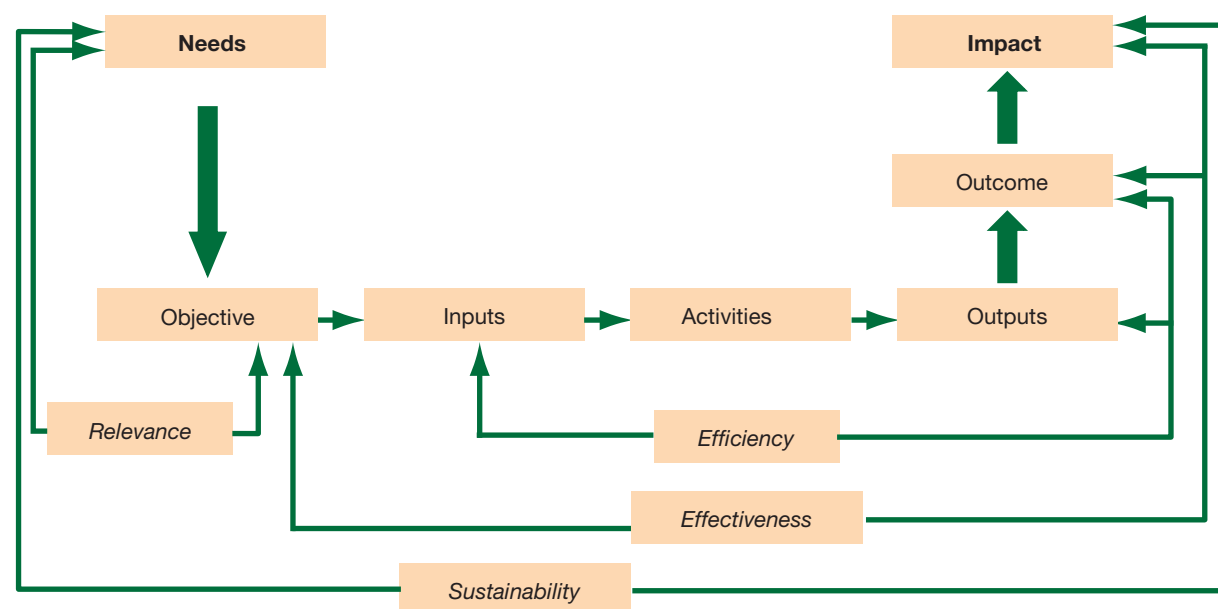 Needs
Impact
Outcome
Objective
Inputs
Activities
Outputs
Relevance
Efficiency
Effectiveness
Sustainability